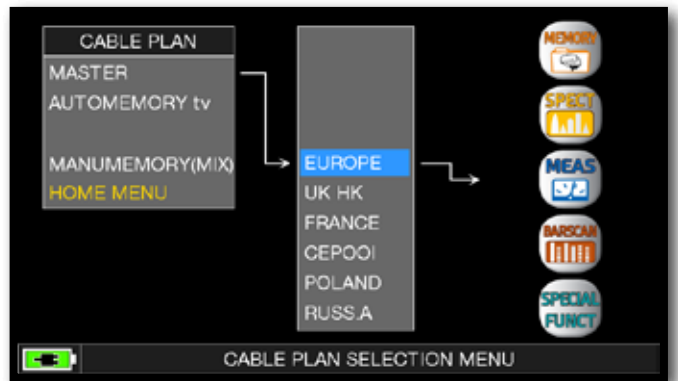 CABLE PLAN
MASTER
AUTOMEMORY tv
MANUMEMORY(MIX)
HOME MENU
EUROPE
UK HK
FRANCE
CEPOOI
POLAND
RUSS.A
MEMORY
SPECT
MEAS
BARSCAN
SPECIAL
FUNCT
CABLE PLAN SELECTION MENU